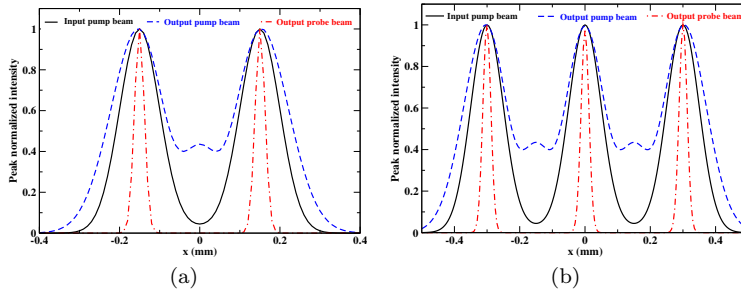 Input pump beam Output pump beam Output probe beam
Peak normalized intensity
1
0.8
0.6
0.4
0.2
0
-0.4 -0.2 0 0.2 0.4
x (mm)
(a)
Input pump beam Output pump beam Output probe beam
Peak normalized intensity
1
0.8
0.6
0.4
0.2
0
-0.4 -0.2 0 0.2 0.4
x (mm)
(b)